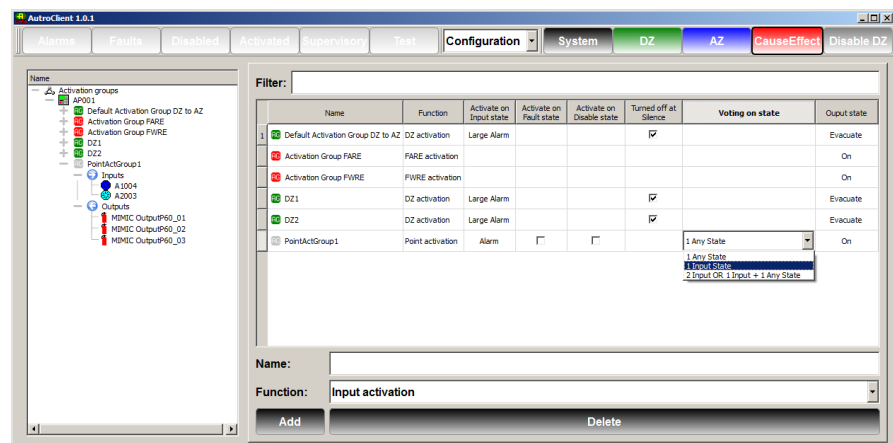 AutroClient 1.0.1
Alarms Faults Disabled Activated Supervisory Test Configuration System DZ AZ CauseEffect Disable DZ
Name
Activation groups
AP001
Default Activation Group DZ to AZ
Activation Group FARE
Activation Group FWRE
DZ1
DZ2
PointActGroup1
Inputs
A1004
A2003
Outputs
MIMIC OutputP60_01
MIMIC OutputP60_02
MIMIC OutputP60_03
Filter:
Name Function Activate on Input state Activate on Fault state Activate on Disable state Turned off at Silence Voting on state Ouput state
1 AG Default Activation Group DZ to AZ DZ activation Large Alarm Evacuate
AG Activation Group FARE FARE activation On
AG Activation Group FWRE FWRE activation On
AG DZ1 DZ activation Large Alarm Evacuate
AG DZ2 DZ activation Large Alarm Evacuate
AG PointActGroup1 Point activation Alarm 1 Any State On
1 Any State
1 Input State
2 Input OR 1 Input + 1 Any State
Name:
Function: Input activation
Add Delete